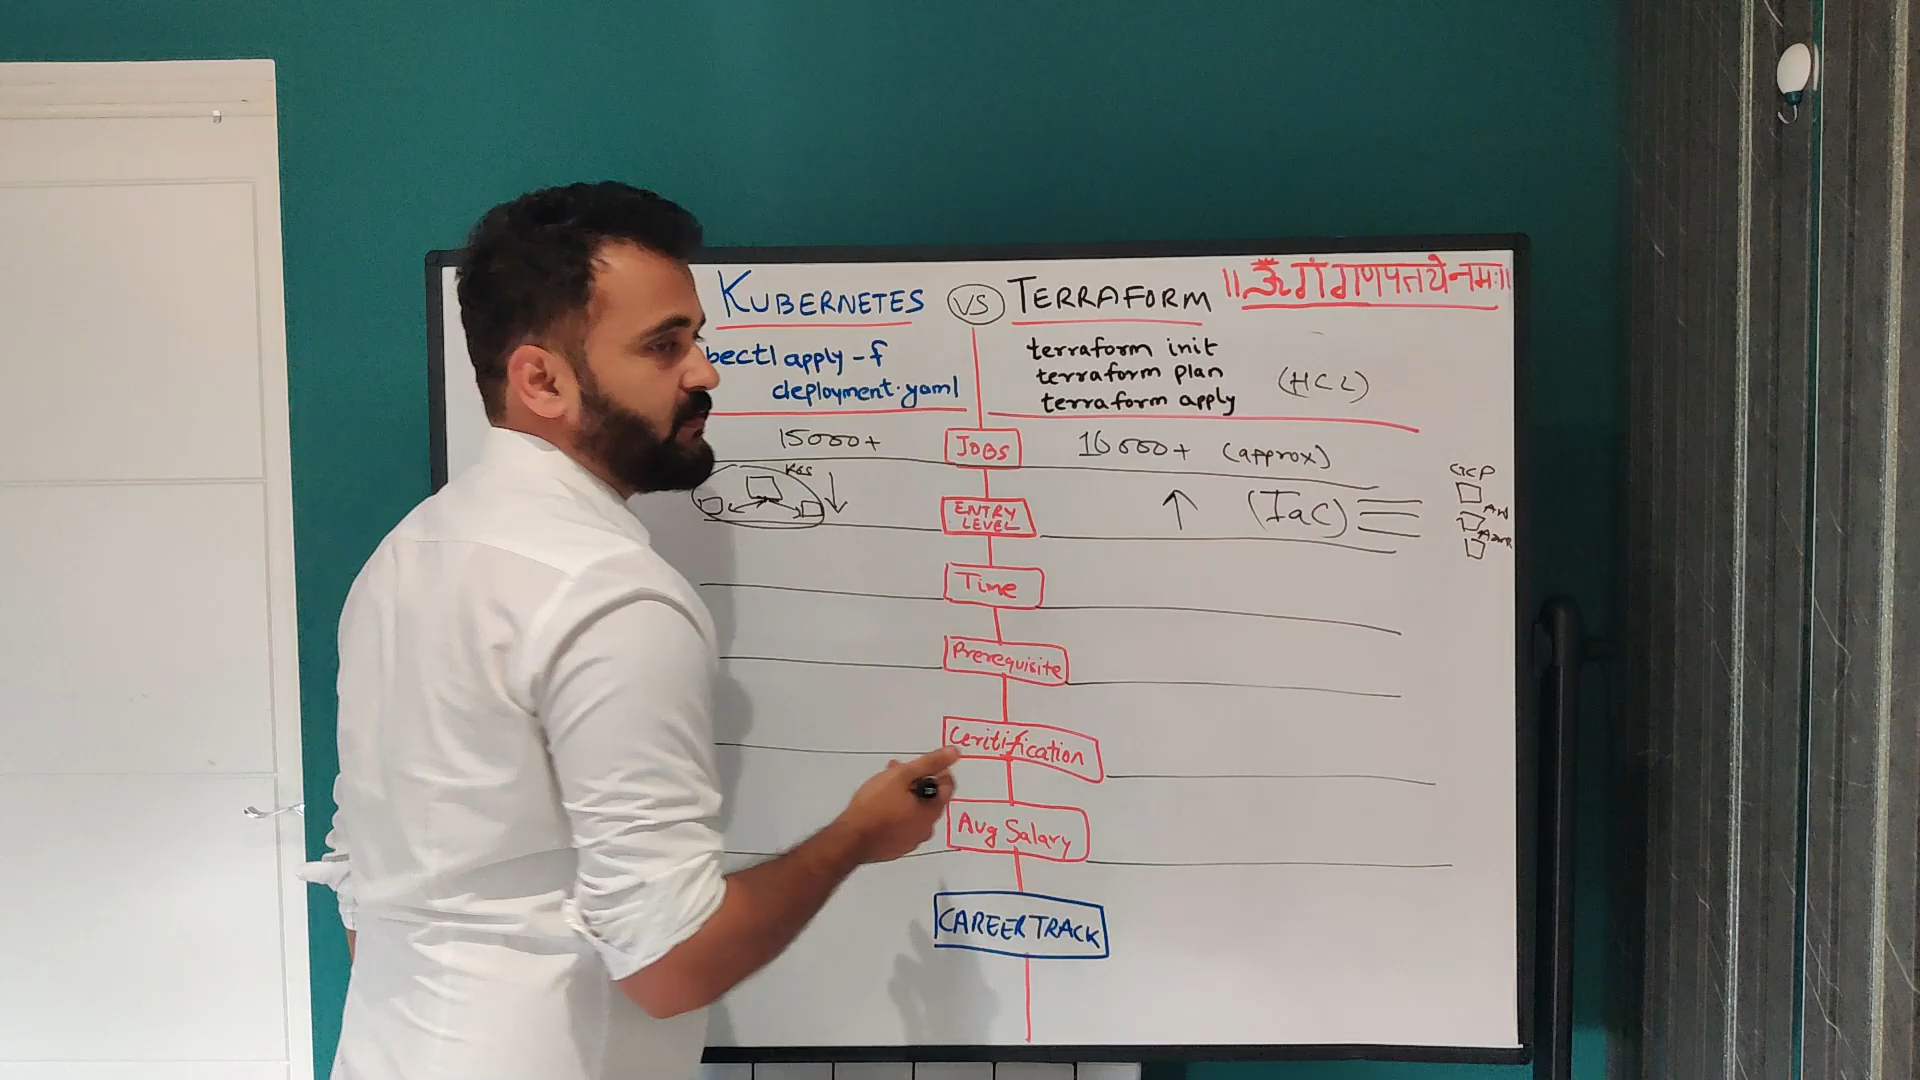 KUBERNETES VS TERRAFORM
॥ ॐ गं गणपतये नमः ॥
bectl apply -f
deployment.yaml
terraform init
terraform plan
terraform apply
(HCL)
15000+ JOBS 16000+ (approx)
K8S
ENTRY LEVEL
(IaC)
GCP
AW
Time
Prerequisite
Ceritification
Avg Salary
CAREER TRACK